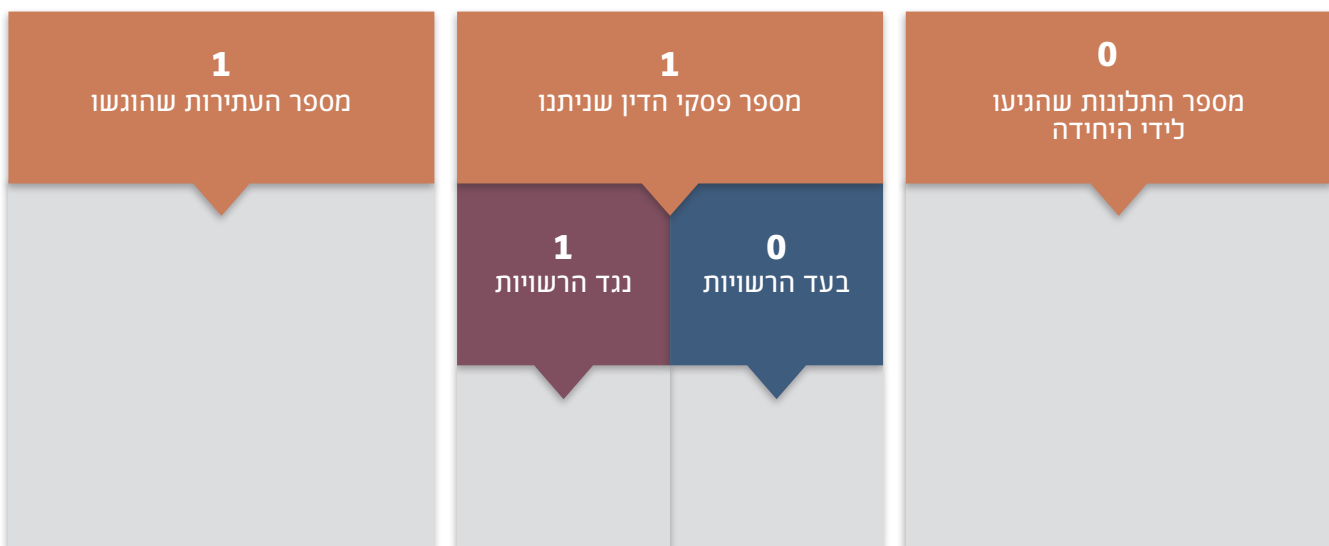 0
מספר התלונות שהגיעו
לידי היחידה
1
מספר פסקי הדין שניתנו
0
בעד הרשויות
1
נגד הרשויות
1
מספר העתירות שהוגשו